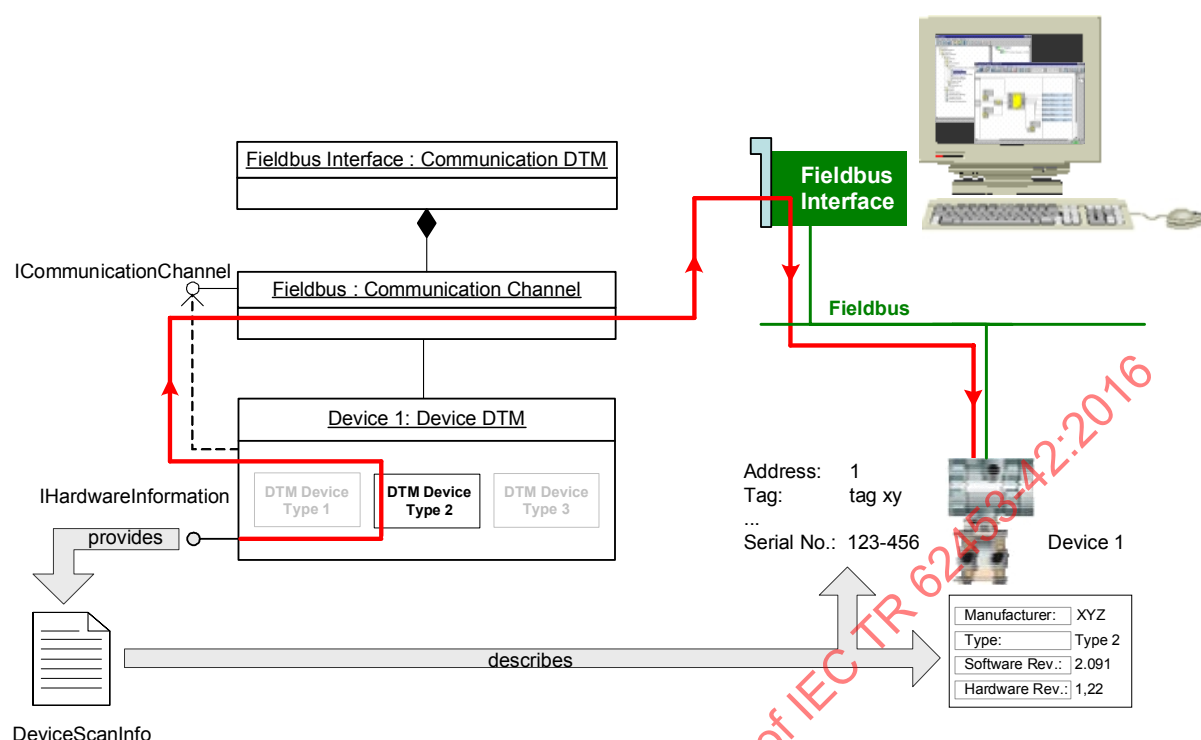 Fieldbus Interface : Communication DTM
Fieldbus
Interface
ICommunicationChannel
Fieldbus : Communication Channel
Fieldbus
Device 1: Device DTM
IHardwareInformation
DTM Device
Type 1
DTM Device
Type 2
DTM Device
Type 3
provides
Address: 1
Tag: tag xy
...
Serial No.: 123-456
Device 1
Manufacturer: XYZ
Type: Type 2
Software Rev.: 2.091
Hardware Rev.: 1,22
describes
DeviceScanInfo
of IEC TR 62453-42:2016